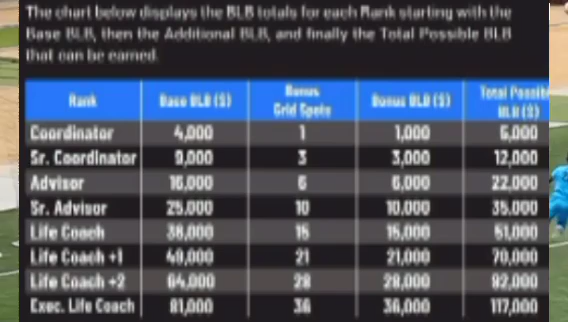 The chart below displays the BLB totals for each Rank starting with the
Base BLB, then the Additional BLB, and finally the Total Possible BLB
that can be earned.
Rank Base BLB ($) Bonus Grid Spots Bonus BLB ($) Total Possib BLB ($)
Coordinator 4,000 1 1,000 5,000
Sr. Coordinator 9,000 3 3,000 12,000
Advisor 16,000 6 6,000 22,000
Sr. Advisor 25,000 10 10,000 35,000
Life Coach 36,000 15 15,000 51,000
Life Coach +1 49,000 21 21,000 70,000
Life Coach +2 64,000 28 28,000 92,000
Exec. Life Coach 81,000 36 36,000 117,000